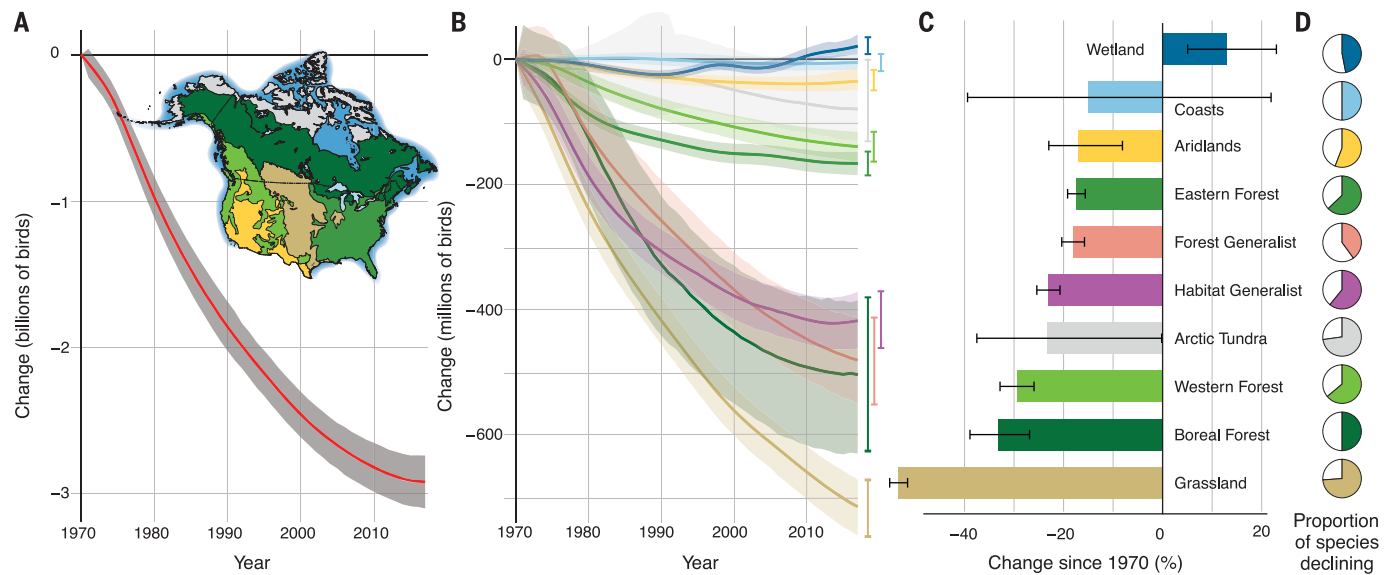 A
Change (billions of birds)
0
−1
−2
−3
1970
1980
1990
2000
2010
Year
B
Change (millions of birds)
0
−200
−400
−600
1970
1980
1990
2000
2010
Year
C
Wetland
Coasts
Aridlands
Eastern Forest
Forest Generalist
Habitat Generalist
Arctic Tundra
Western Forest
Boreal Forest
Grassland
−40
−20
0
20
Change since 1970 (%)
D
Proportion
of species
declining